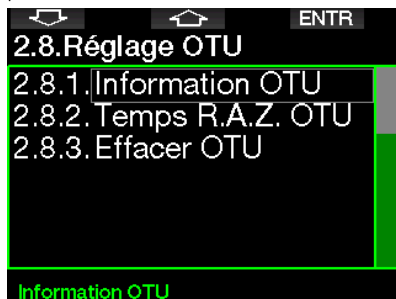 ENTR
2.8.Réglage OTU
2.8.1.Information OTU
2.8.2.Temps R.A.Z. OTU
2.8.3.Effacer OTU
Information OTU